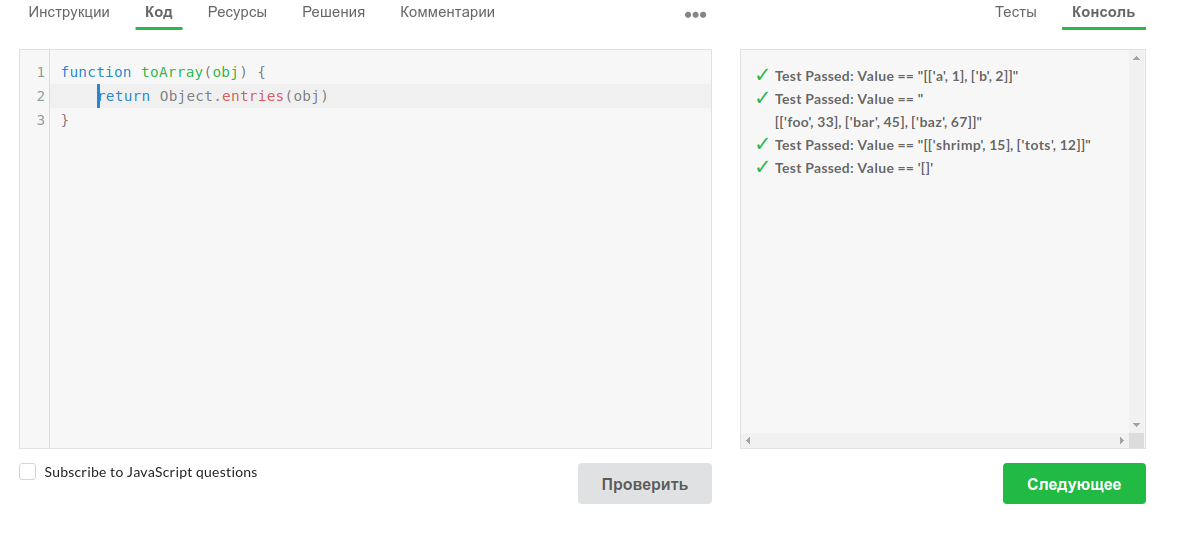 Инструкции Код Ресурсы Решения Комментарии ••• Тесты Консоль
1 function toArray(obj) {
2 return Object.entries(obj)
3 }
✓ Test Passed: Value == "[['a', 1], ['b', 2]]"
✓ Test Passed: Value == "
[['foo', 33], ['bar', 45], ['baz', 67]]"
✓ Test Passed: Value == "[['shrimp', 15], ['tots', 12]]"
✓ Test Passed: Value == '[]'
Subscribe to JavaScript questions
Проверить
Следующее